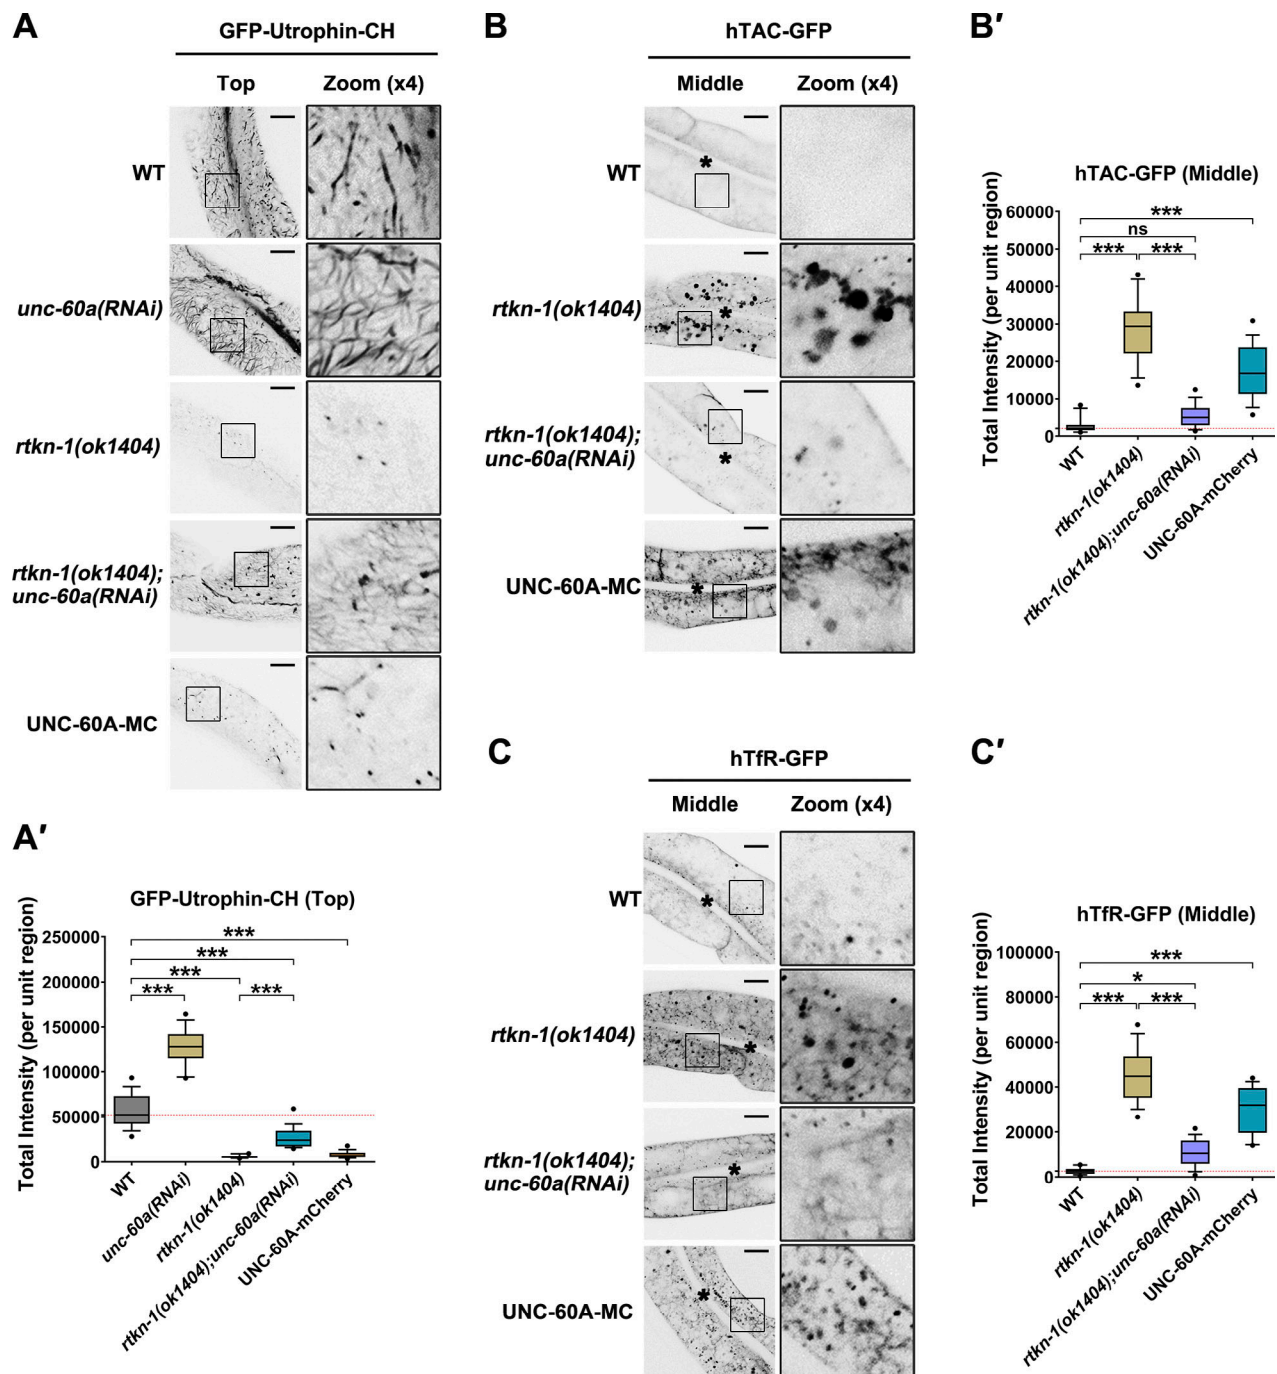 A
GFP-Utrophin-CH
Top
Zoom (x4)
WT
unc-60a(RNAi)
rtkn-1(ok1404)
rtkn-1(ok1404);
unc-60a(RNAi)
UNC-60A-MC
B
hTAC-GFP
Middle
Zoom (x4)
WT
*
rtkn-1(ok1404)
*
rtkn-1(ok1404);
unc-60a(RNAi)
*
UNC-60A-MC
*
B′
hTAC-GFP (Middle)
Total Intensity (per unit region)
60000
50000
40000
30000
20000
10000
0
***
ns
*** ***
WT
rtkn-1(ok1404)
rtkn-1(ok1404);unc-60a(RNAi)
UNC-60A-mCherry
A′
GFP-Utrophin-CH (Top)
Total Intensity (per unit region)
250000
200000
150000
100000
50000
0
***
***
***
*** ***
WT
unc-60a(RNAi)
rtkn-1(ok1404)
rtkn-1(ok1404);unc-60a(RNAi)
UNC-60A-mCherry
C
hTfR-GFP
Middle
Zoom (x4)
WT
*
rtkn-1(ok1404)
*
rtkn-1(ok1404);
unc-60a(RNAi)
*
UNC-60A-MC
*
C′
hTfR-GFP (Middle)
Total Intensity (per unit region)
100000
80000
60000
40000
20000
0
***
*
*** ***
WT
rtkn-1(ok1404)
rtkn-1(ok1404);unc-60a(RNAi)
UNC-60A-mCherry